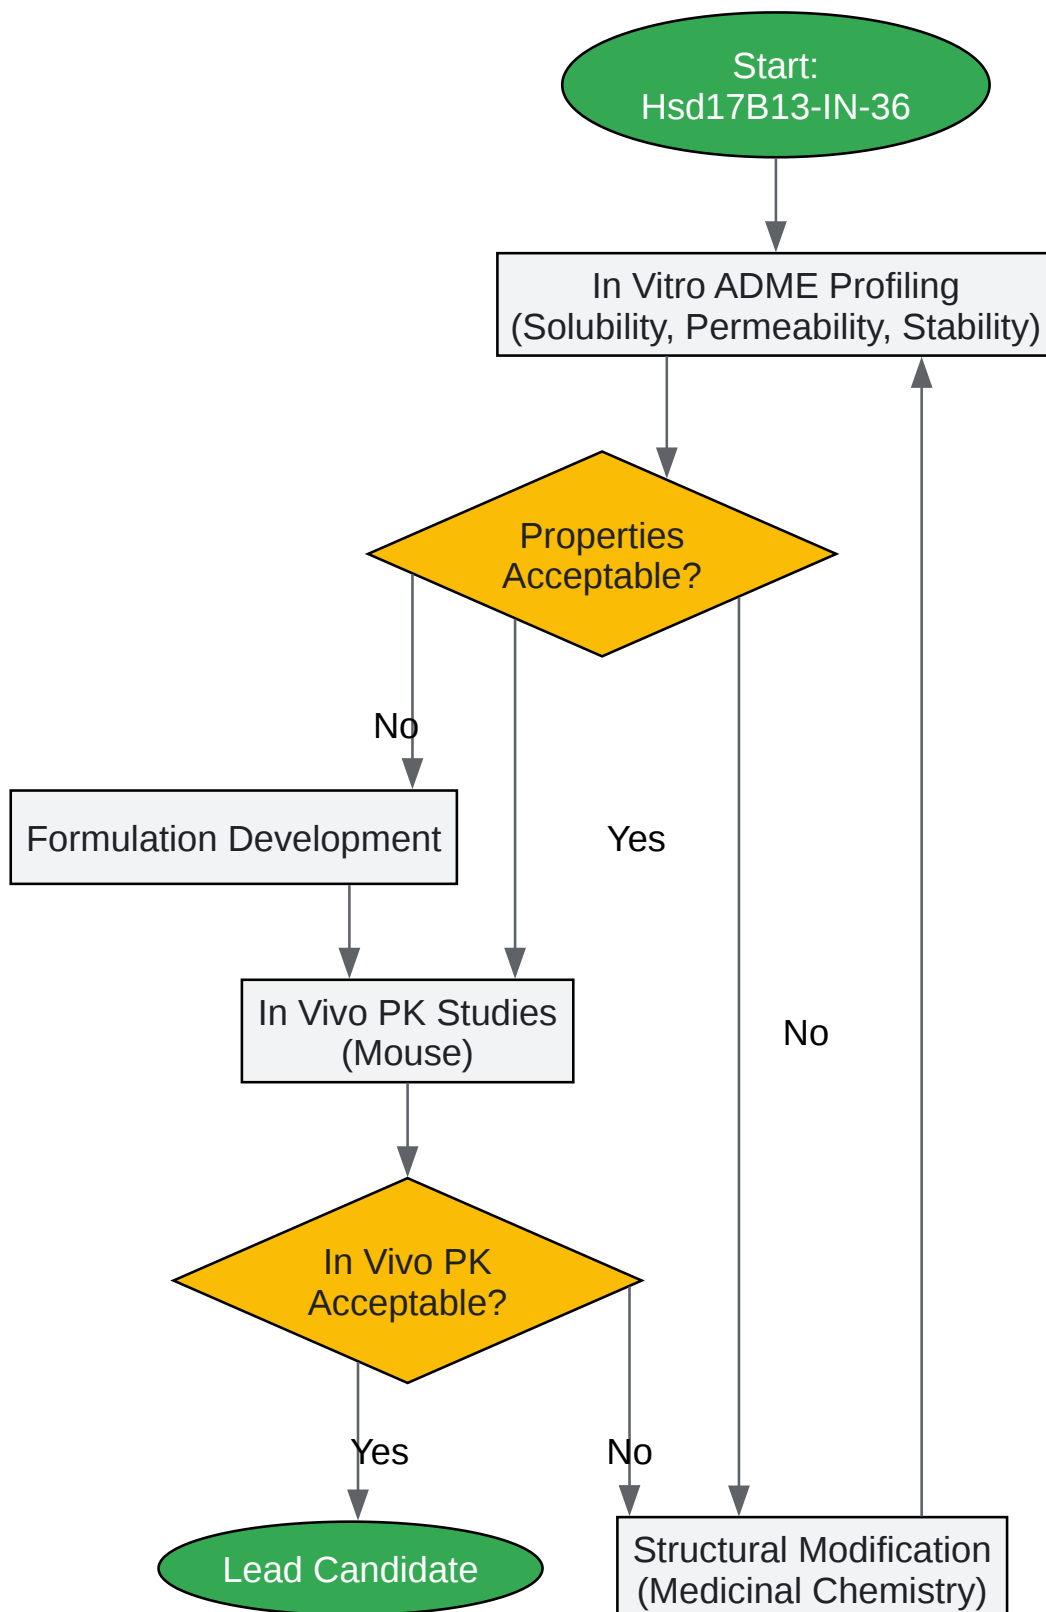 Start:
Hsd17B13-IN-36
In Vitro ADME Profiling
(Solubility, Permeability, Stability)
Properties
Acceptable?
No
Formulation Development
Yes
In Vivo PK Studies
(Mouse)
No
In Vivo PK
Acceptable?
Yes
No
Lead Candidate
Structural Modification
(Medicinal Chemistry)